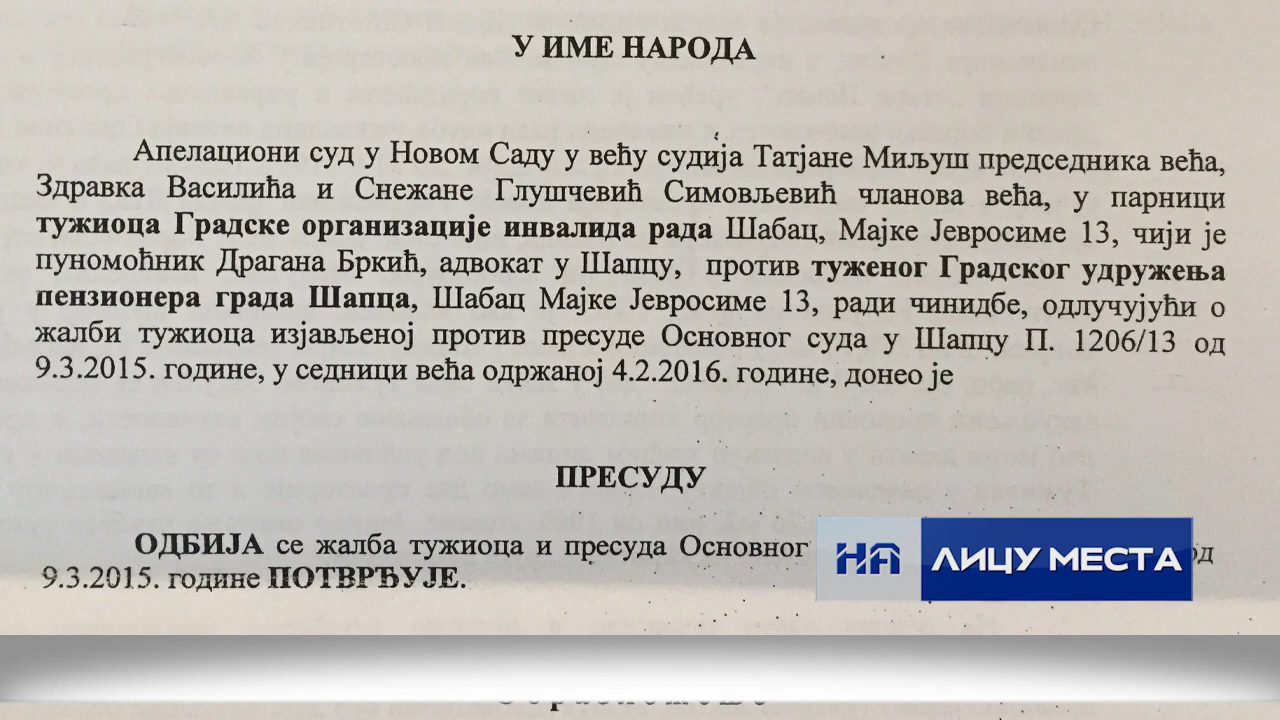 У ИМЕ НАРОДА
Апелациони суд у Новом Саду у већу судија Татјане Миљуш председника већа,
Здравка Василића и Снежане Глушчевић Симовљевић чланова већа, у парници
тужиоца Градске организације инвалида рада Шабац, Мајке Јевросиме 13, чији је
пуномоћник Драгана Бркић, адвокат у Шапцу, против туженог Градског удружења
пензионера града Шапца, Шабац Мајке Јевросиме 13, ради чинидбе, одлучујући о
жалби тужиоца изјављеној против пресуде Основног суда у Шапцу П. 1206/13 од
9.3.2015. године, у седници већа одржаној 4.2.2016. године, донео је
ПРЕСУДУ
ОДБИЈА се жалба тужиоца и пресуда Основног од
9.3.2015. године ПОТВРЂУЈЕ.
НА ЛИЦУ МЕСТА